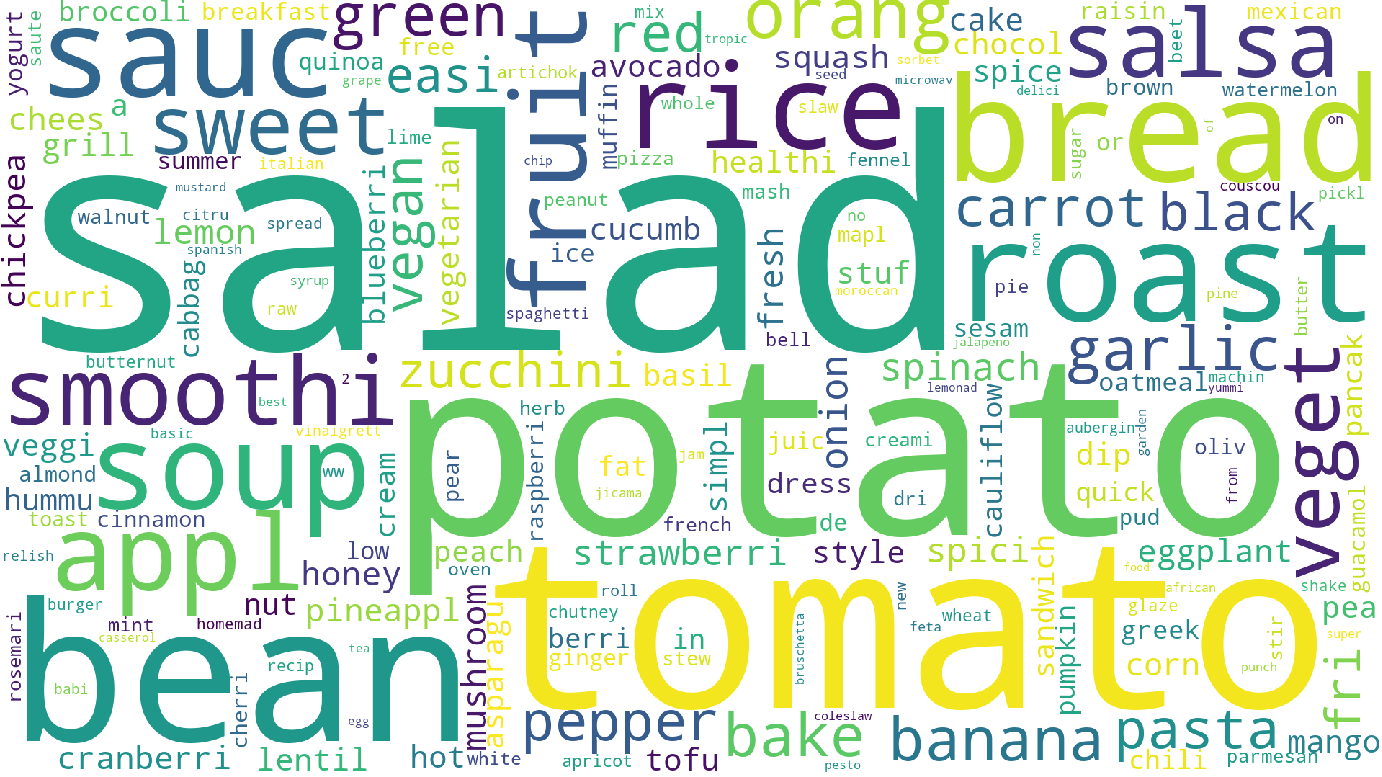 broccoli
breakfast
green
fruit
mix
red
tropic
orang
cake
raisin
beet
mexican
yogurt
saute
sauc
free
quinoa
grape
easi
artichok
avocado
squash
seed
sorbet
microwav
chocol
spice
delici
salsa
brown
watermelon
chees
a
grill
sweet
lime
muffin
whole
rice
slaw
bread
sugar
or
of
on
chickpea
summer
italian
vegan
vegetarian
chip
pizza
healthi
fennel
mustard
salad
peanut
mash
couscou
pickl
walnut
citru
lemon
spread
spanish
blueberri
cucumb
ice
no
mapl
carrot
black
curri
cabbag
syrup
raw
spaghetti
fresh
stuf
moroccan
roast
non
pie
pine
butter
butternut
bell
sesam
jalapeno
garlic
smoothi
2
zucchini
basil
onion
spinach
lemonad
oatmeal
machin
yummi
veget
pancak
best
basic
vinaigrett
herb
potato
juic
creami
cauliflow
aubergin
garden
veggi
soup
ww
cream
pear
raspberri
fat
jam
simpl
dip
oliv
almond
hummu
jicama
dress
dri
quick
from
guacamol
toast
cinnamon
french
de
pud
relish
appl
low
honey
peach
oven
strawberri
style
spici
eggplant
food
african
shake
burger
nut
pineappl
mushroom
asparagu
roll
chutney
tomato
new
wheat
sandwich
pumpkin
glaze
pea
rosemari
mint
homemad
casserol
berri
in
feta
greek
stir
super
fri
bean
recip
tea
ginger
stew
bruschetta
corn
punch
babi
cherri
egg
pepper
bake
coleslaw
banana
pasta
mango
cranberri
lentil
hot
white
apricot
tofu
pesto
chili
parmesan